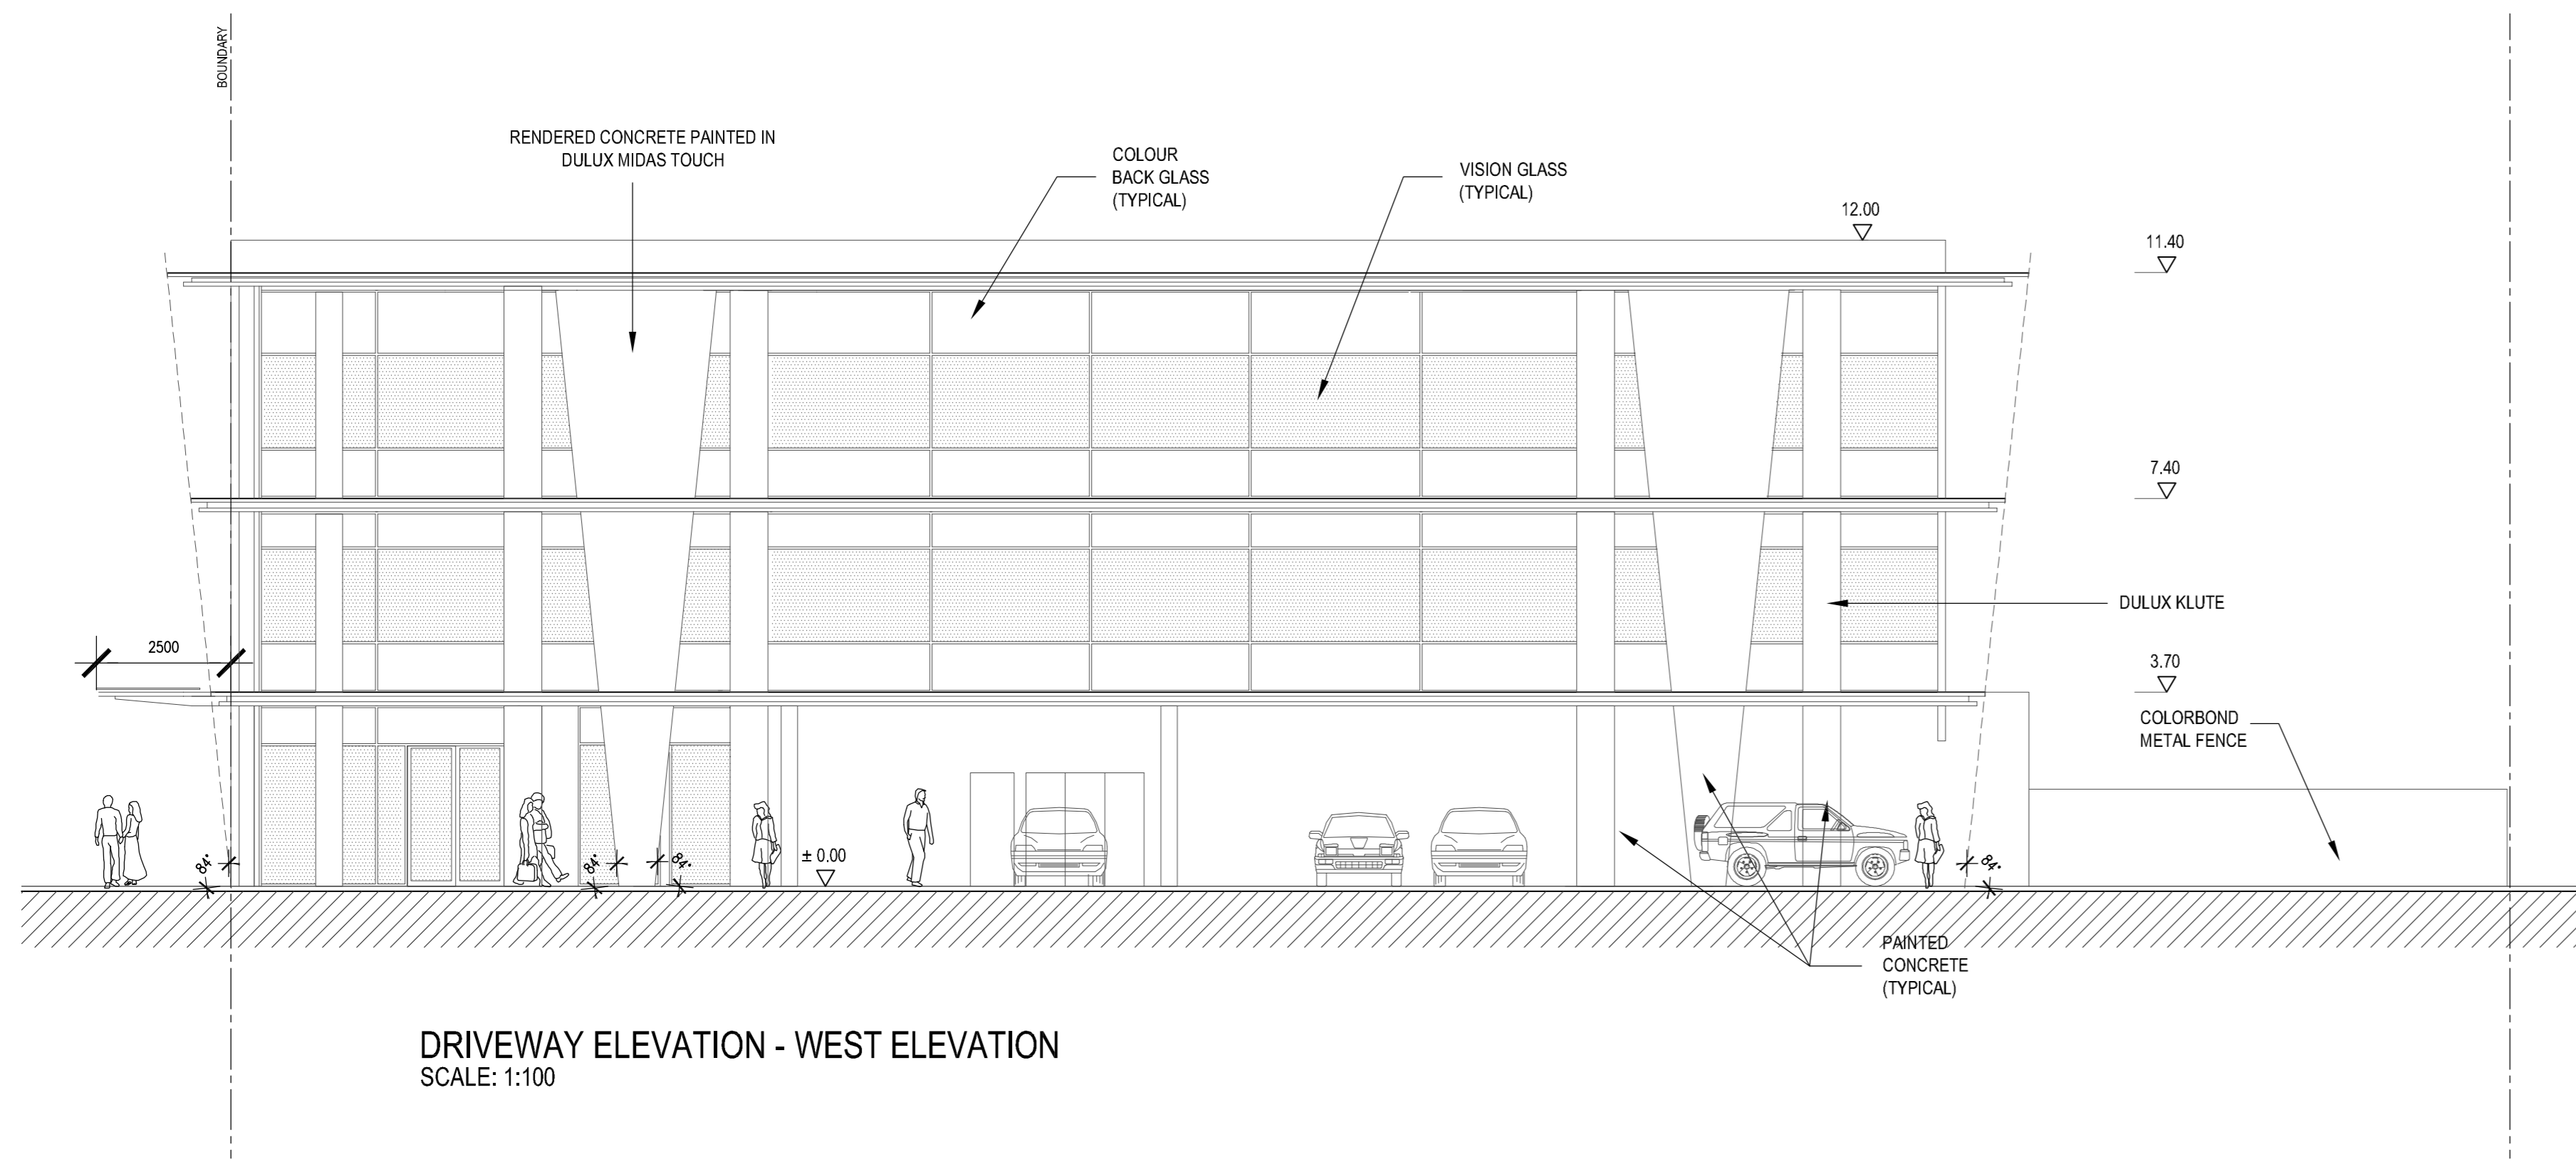 BOUNDARY
RENDERED CONCRETE PAINTED IN
DULUX MIDAS TOUCH
COLOUR
BACK GLASS
(TYPICAL)
VISION GLASS
(TYPICAL)
12.00
11.40
7.40
DULUX KLUTE
2500
3.70
COLORBOND
METAL FENCE
84°
84°
84°
± 0.00
84°
PAINTED
CONCRETE
(TYPICAL)
DRIVEWAY ELEVATION - WEST ELEVATION
SCALE: 1:100